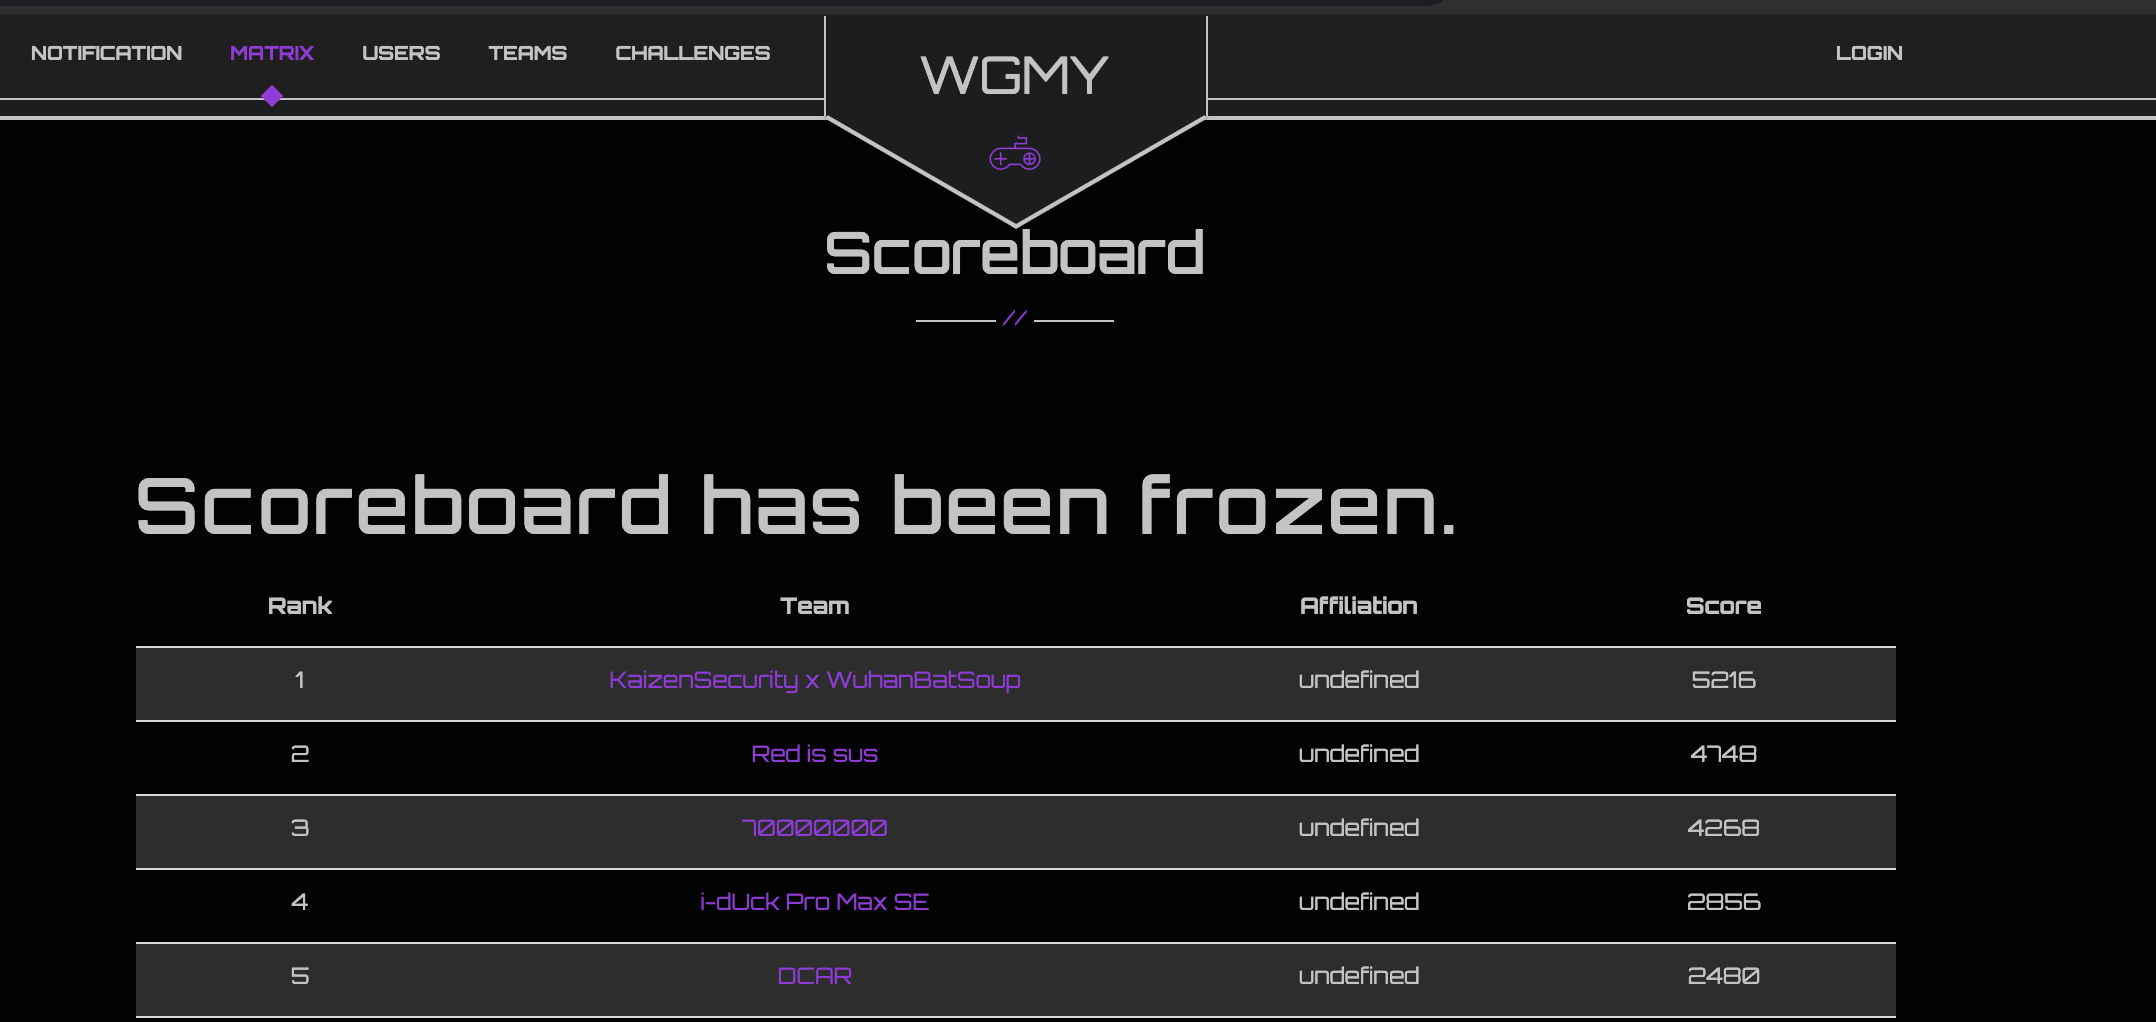 NOTIFICATION MATRIX USERS TEAMS CHALLENGES WGMY LOGIN
Scoreboard
//
Scoreboard has been frozen.
Rank Team Affiliation Score
1 KaizenSecurity x WuhanBatSoup undefined 5216
2 Red is sus undefined 4748
3 70000000 undefined 4268
4 i-dUck Pro Max SE undefined 2856
5 DCAR undefined 2480